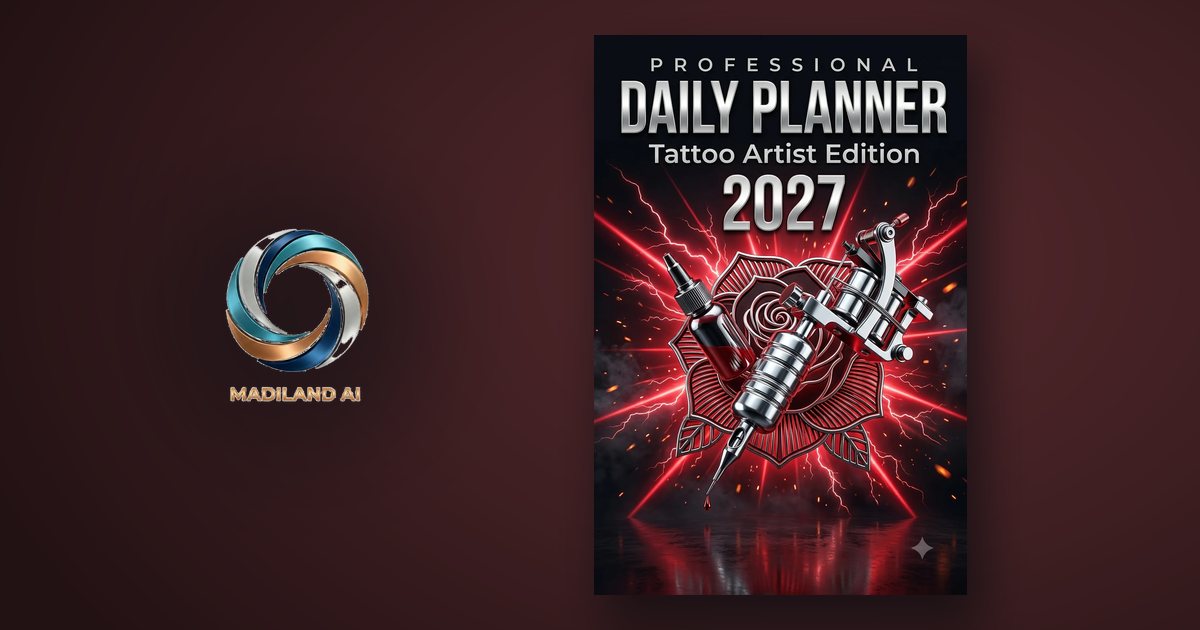 MADILAND AI
PROFESSIONAL
DAILY PLANNER
Tattoo Artist Edition
2027